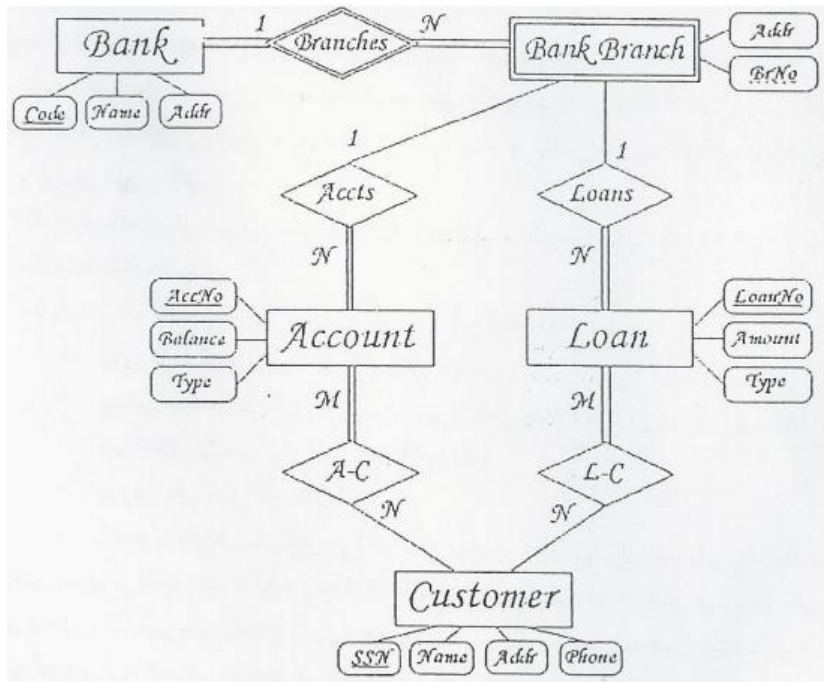 1 N
Bank Branches Bank Branch
Addr
BrNo
Code Name Addr
1 1
Accts Loans
N N
AccNo LoanNo
Account Loan
Balance Amount
Type Type
M M
A-C L-C
N N
Customer
SSN Name Addr Phone